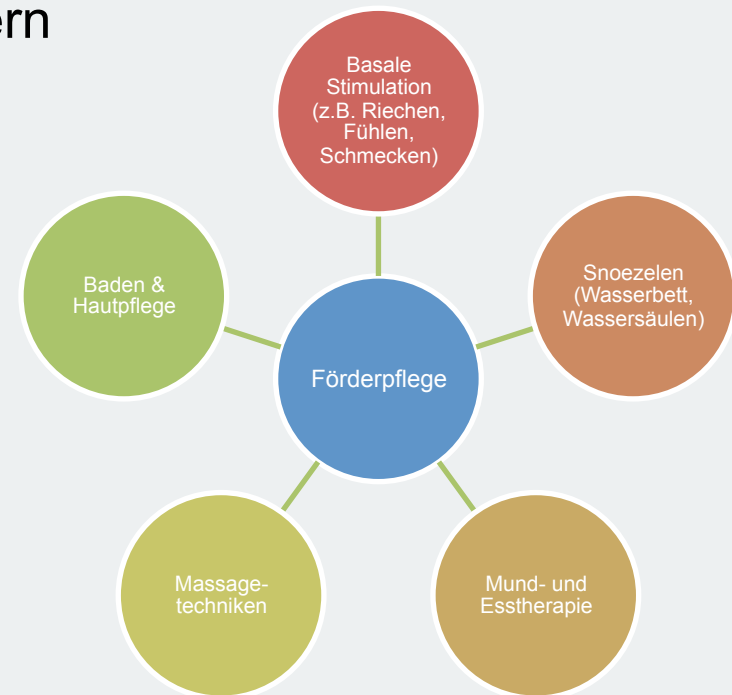 ern
Basale
Stimulation
(z.B. Riechen,
Fühlen,
Schmecken)
Baden &
Hautpflege
Snoezelen
(Wasserbett,
Wassersäulen)
Förderpflege
Massage-
techniken
Mund- und
Esstherapie